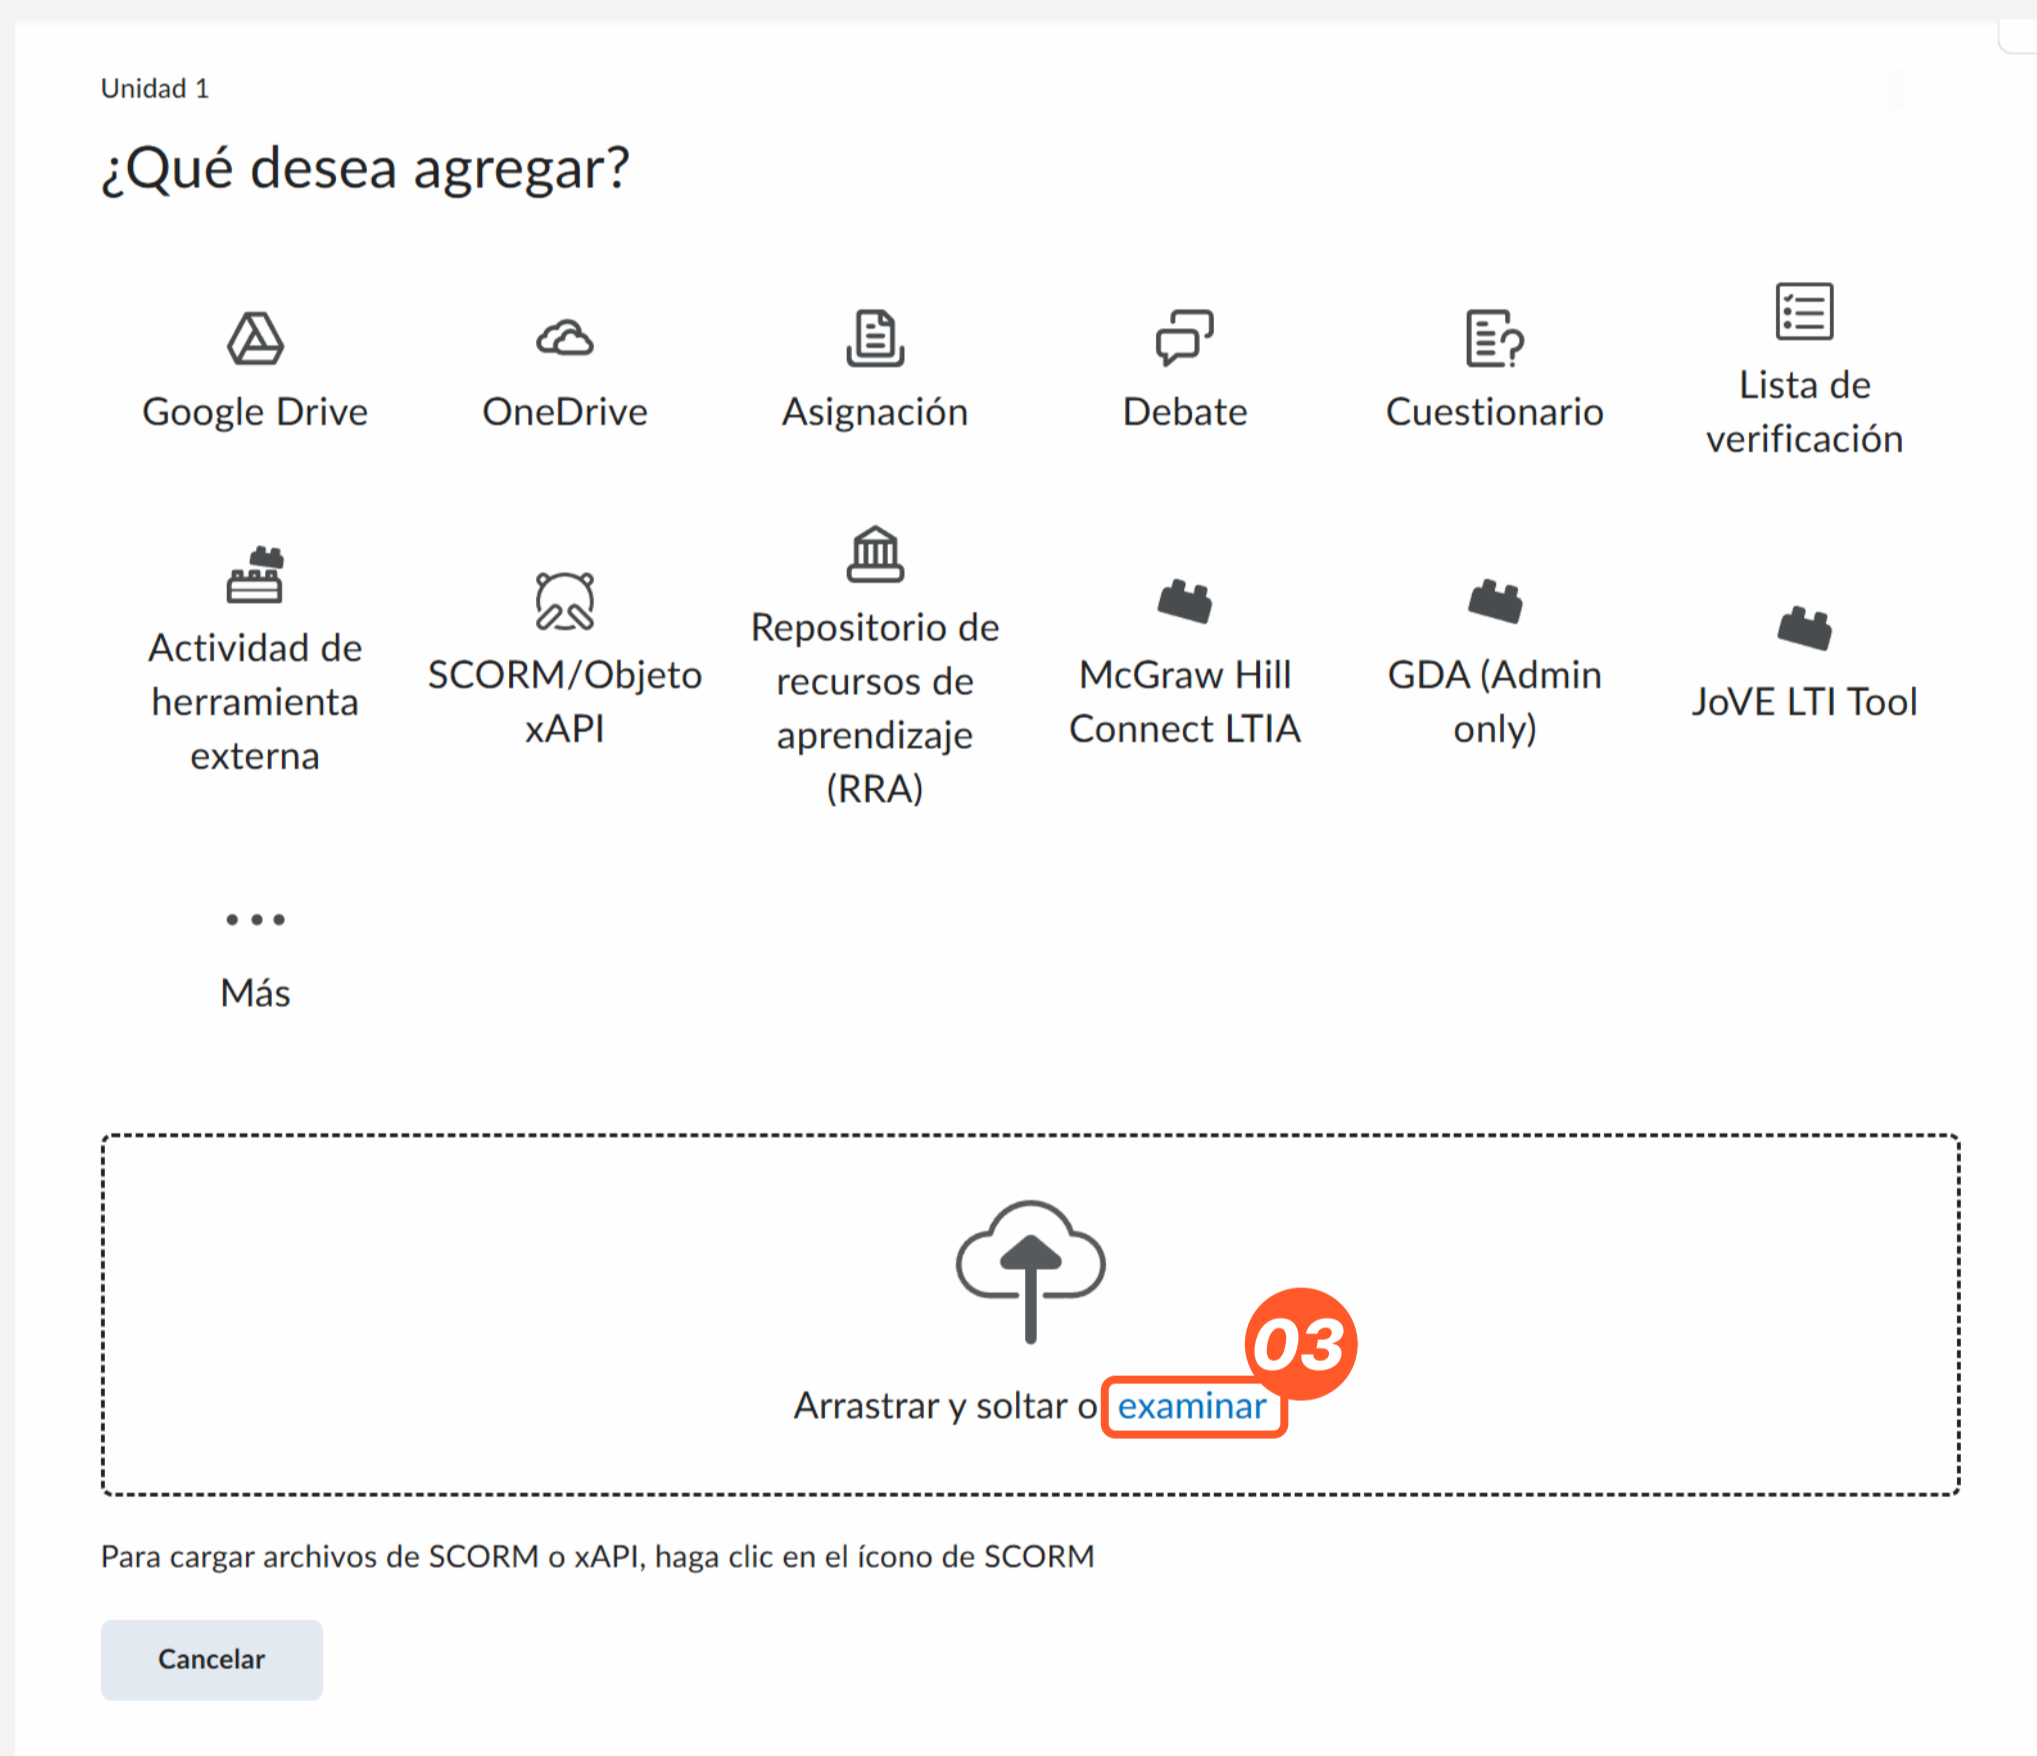 Unidad 1
¿Qué desea agregar?
Google Drive
OneDrive
Asignación
Debate
Cuestionario
Lista de
verificación
Actividad de
herramienta
externa
SCORM/Objeto
xAPI
Repositorio de
recursos de
aprendizaje
(RRA)
McGraw Hill
Connect LTIA
GDA (Admin
only)
JoVE LTI Tool
Más
03
Arrastrar y soltar o examinar
Para cargar archivos de SCORM o xAPI, haga clic en el ícono de SCORM
Cancelar